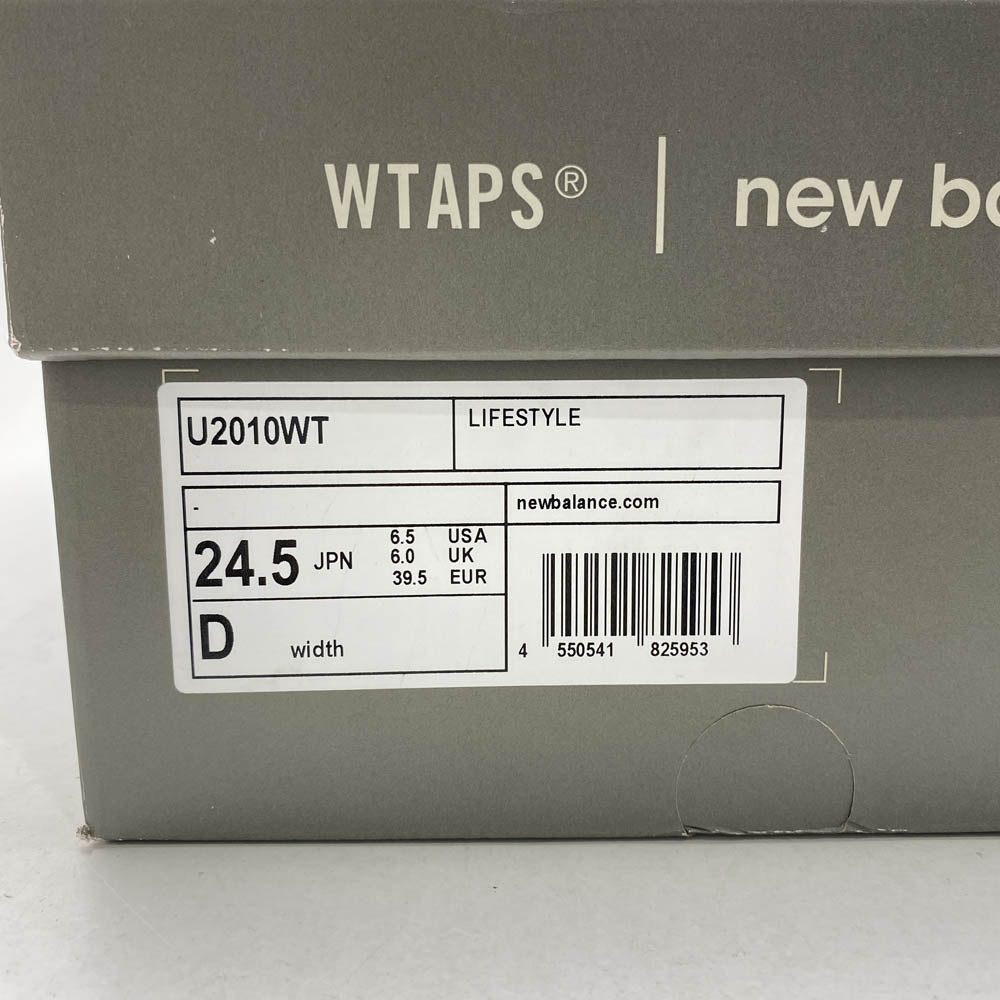 WTAPS® | new ba
U2010WT LIFESTYLE
- newbalance.com
24.5 JPN 6.5 USA
6.0 UK
39.5 EUR
D width
4 550541 825953